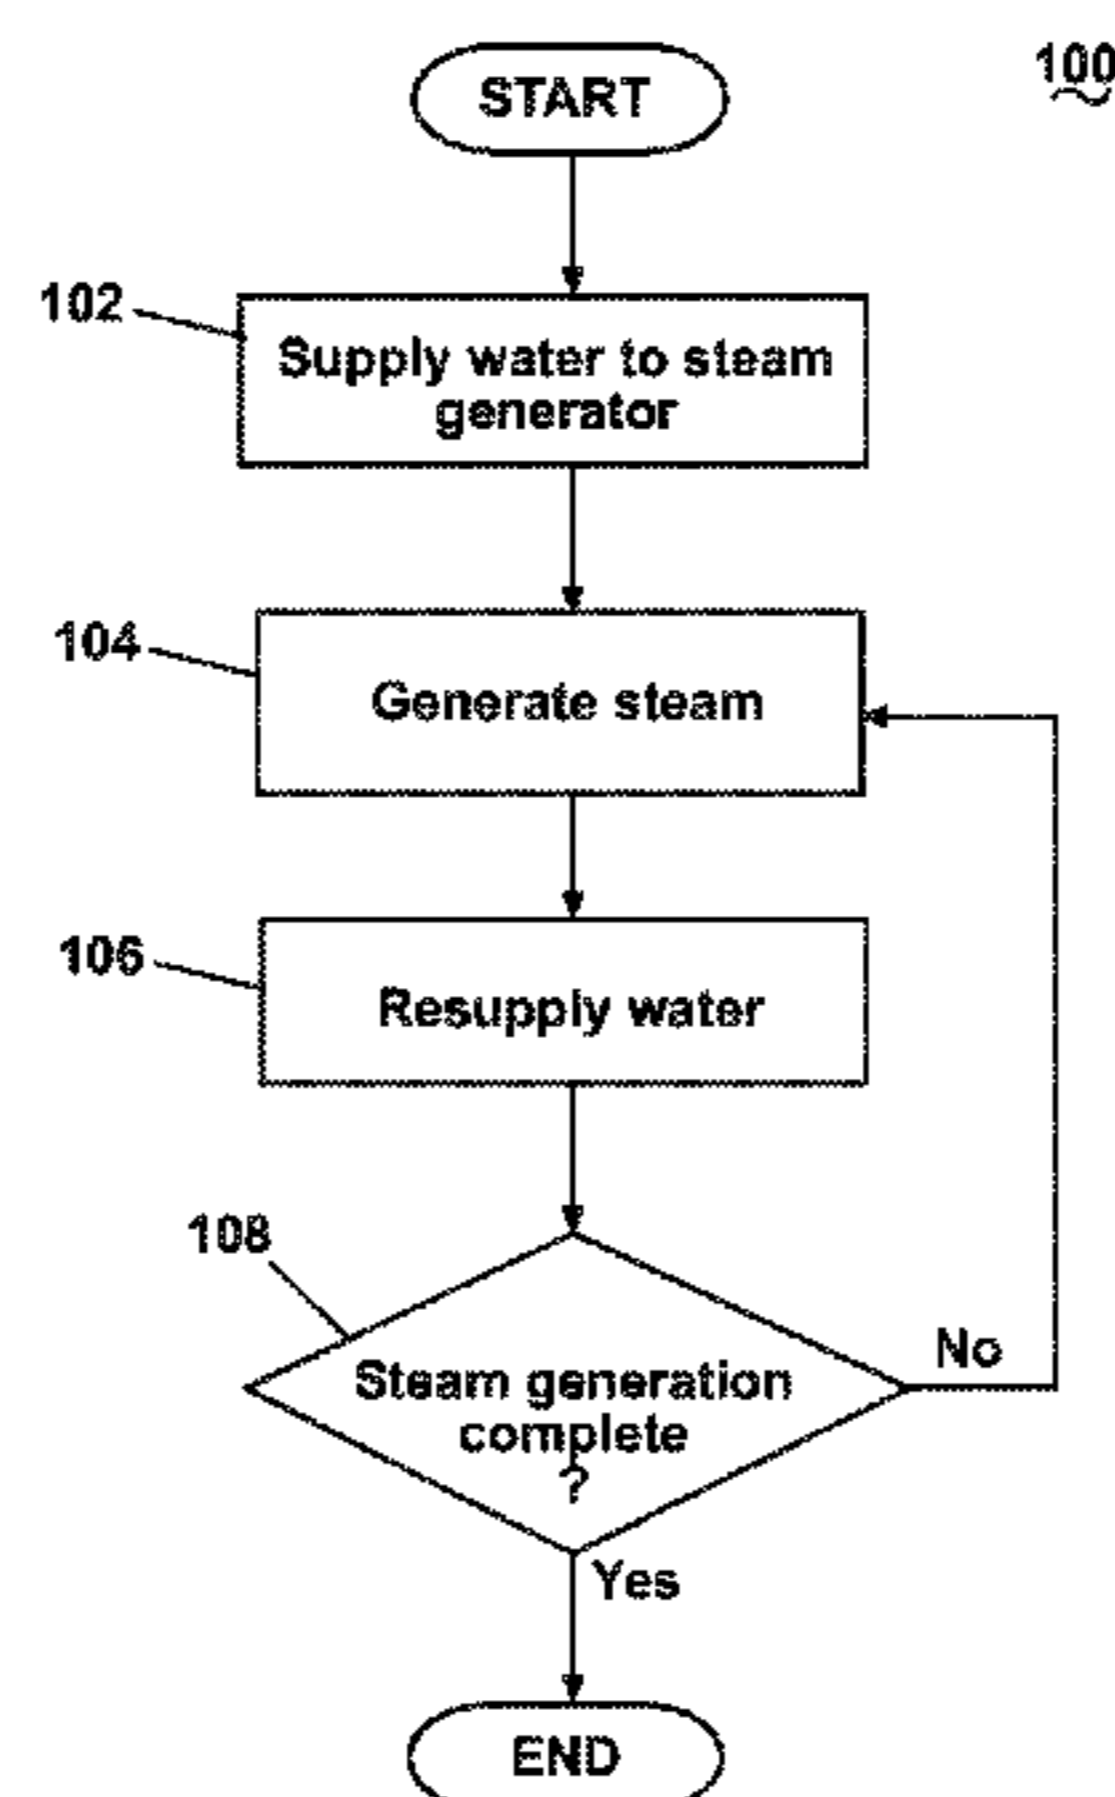 100
START
102
Supply water to steam
generator
104
Generate steam
106
Resupply water
108
Steam generation
complete
?
No
Yes
END